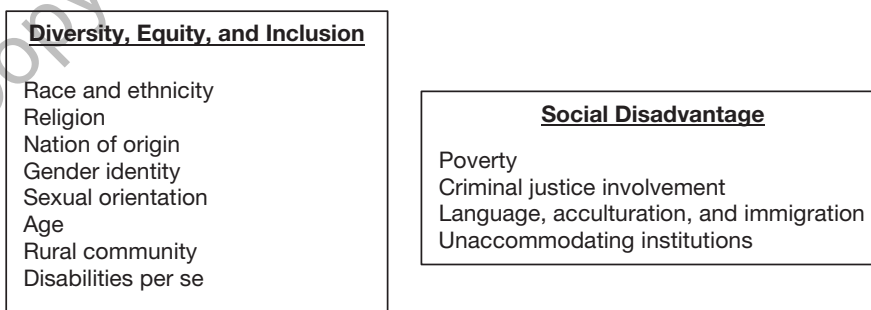 Diversity, Equity, and Inclusion
Race and ethnicity
Religion
Nation of origin
Gender identity
Sexual orientation
Age
Rural community
Disabilities per se
Social Disadvantage
Poverty
Criminal justice involvement
Language, acculturation, and immigration
Unaccommodating institutions